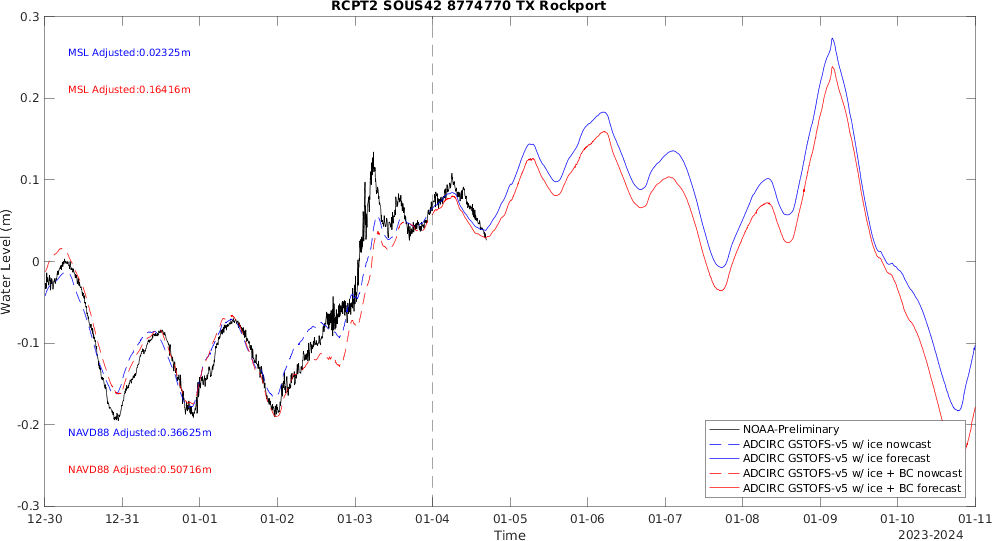 RCPT2 SOUS42 8774770 TX Rockport
0.3
0.2
0.1
0
-0.1
-0.2
-0.3
Water Level (m)
MSL Adjusted:0.02325m
MSL Adjusted:0.16416m
NAVD88 Adjusted:0.36625m
NAVD88 Adjusted:0.50716m
NOAA-Preliminary
ADCIRC GSTOFS-v5 w/ ice nowcast
ADCIRC GSTOFS-v5 w/ ice forecast
ADCIRC GSTOFS-v5 w/ ice + BC nowcast
ADCIRC GSTOFS-v5 w/ ice + BC forecast
12-30 12-31 01-01 01-02 01-03 01-04 01-05 01-06 01-07 01-08 01-09 01-10 01-11
Time
2023-2024